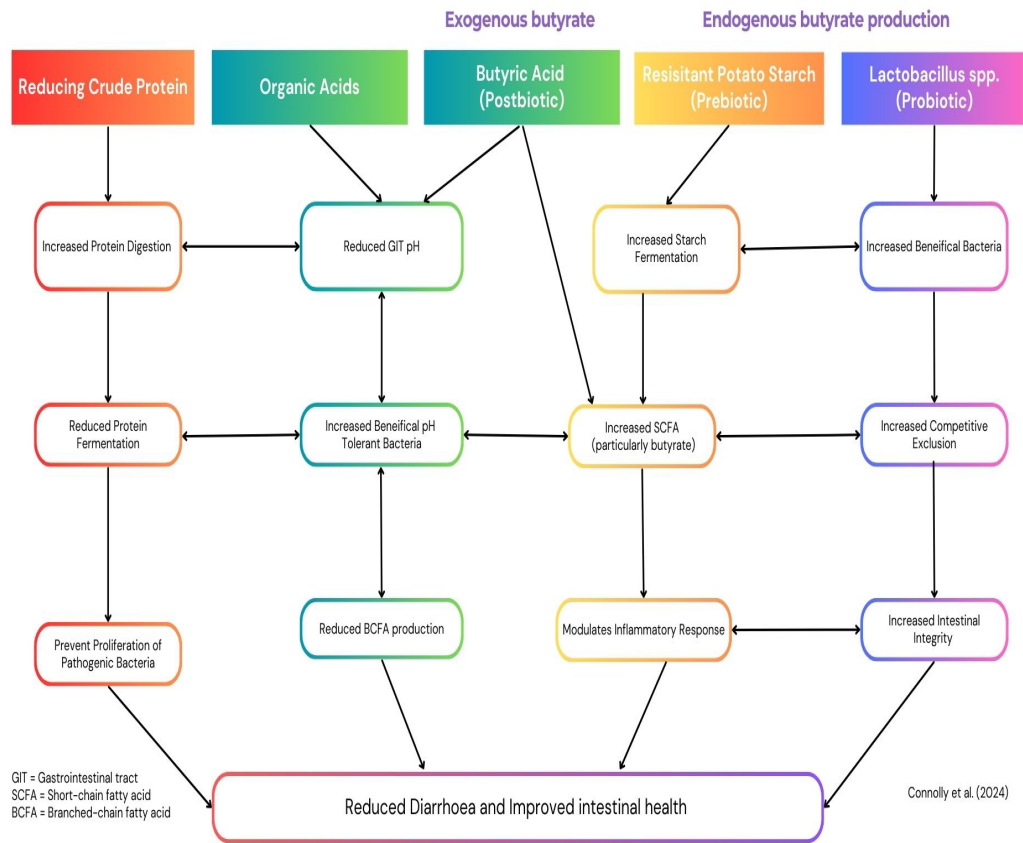 Exogenous butyrate
Endogenous butyrate production
Reducing Crude Protein
Organic Acids
Butyric Acid
(Postbiotic)
Resisitant Potato Starch
(Prebiotic)
Lactobacillus spp.
(Probiotic)
Increased Protein Digestion
Reduced GIT pH
Increased Starch
Fermentation
Increased Beneifical Bacteria
Reduced Protein
Fermentation
Increased Beneifical pH
Tolerant Bacteria
Increased SCFA
(particularly butyrate)
Increased Competitive
Exclusion
Prevent Proliferation of
Pathogenic Bacteria
Reduced BCFA production
Modulates Inflammatory Response
Increased Intestinal
Integrity
GIT = Gastrointestinal tract
SCFA = Short-chain fatty acid
BCFA = Branched-chain fatty acid
Reduced Diarrhoea and Improved intestinal health
Connolly et al. (2024)